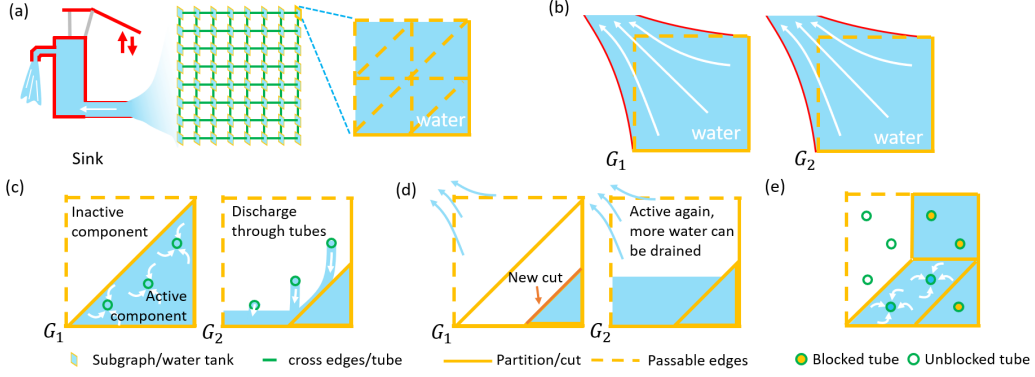 (a)
water
Sink
(b)
water
G₁
water
G₂
(c)
Inactive
component
Active
component
G₁
Discharge
through tubes
G₂
(d)
New cut
G₁
Active again,
more water can
be drained
G₂
(e)
Subgraph/water tank
cross edges/tube
Partition/cut
Passable edges
Blocked tube
Unblocked tube